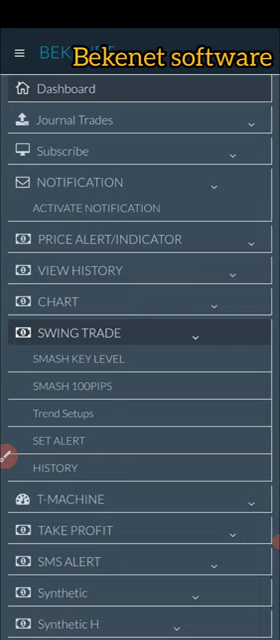 Bekenet software
Dashboard
Journal Trades
Subscribe
NOTIFICATION
ACTIVATE NOTIFICATION
PRICE ALERT/INDICATOR
VIEW HISTORY
CHART
SWING TRADE
SMASH KEY LEVEL
SMASH 100PIPS
Trend Setups
SET ALERT
HISTORY
T-MACHINE
TAKE PROFIT
SMS ALERT
Synthetic
Synthetic H